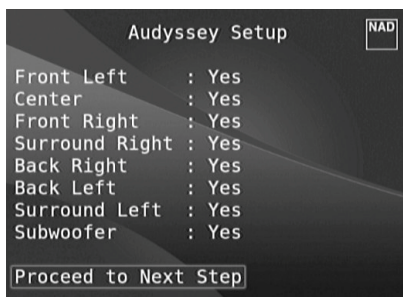 Audyssey Setup
NAD
Front Left : Yes
Center : Yes
Front Right : Yes
Surround Right : Yes
Back Right : Yes
Back Left : Yes
Surround Left : Yes
Subwoofer : Yes
Proceed to Next Step